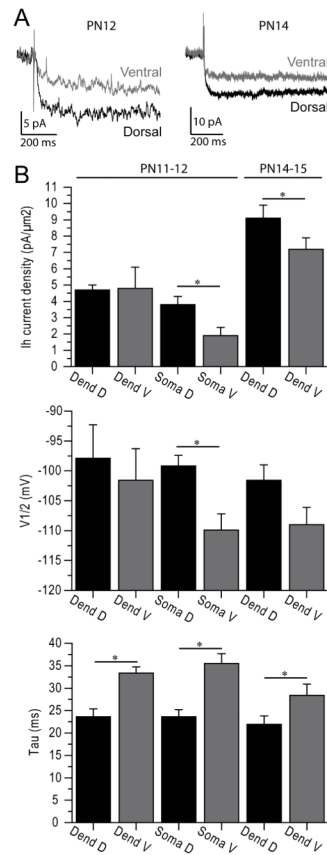 A
PN12
PN14
Ventral
Dorsal
5 pA
200 ms
Ventral
Dorsal
10 pA
200 ms
B
PN11-12
PN14-15
Ih current density (pA/µm2)
11
10
9
8
7
6
5
4
3
2
1
0
*
*
Dend D
Dend V
Soma D
Soma V
Dend D
Dend V
V1/2 (mV)
-90
-95
-100
-105
-110
-115
-120
*
Dend D
Dend V
Soma D
Soma V
Dend D
Dend V
Tau (ms)
40
35
30
25
20
15
10
5
0
*
*
*
Dend D
Dend V
Soma D
Soma V
Dend D
Dend V